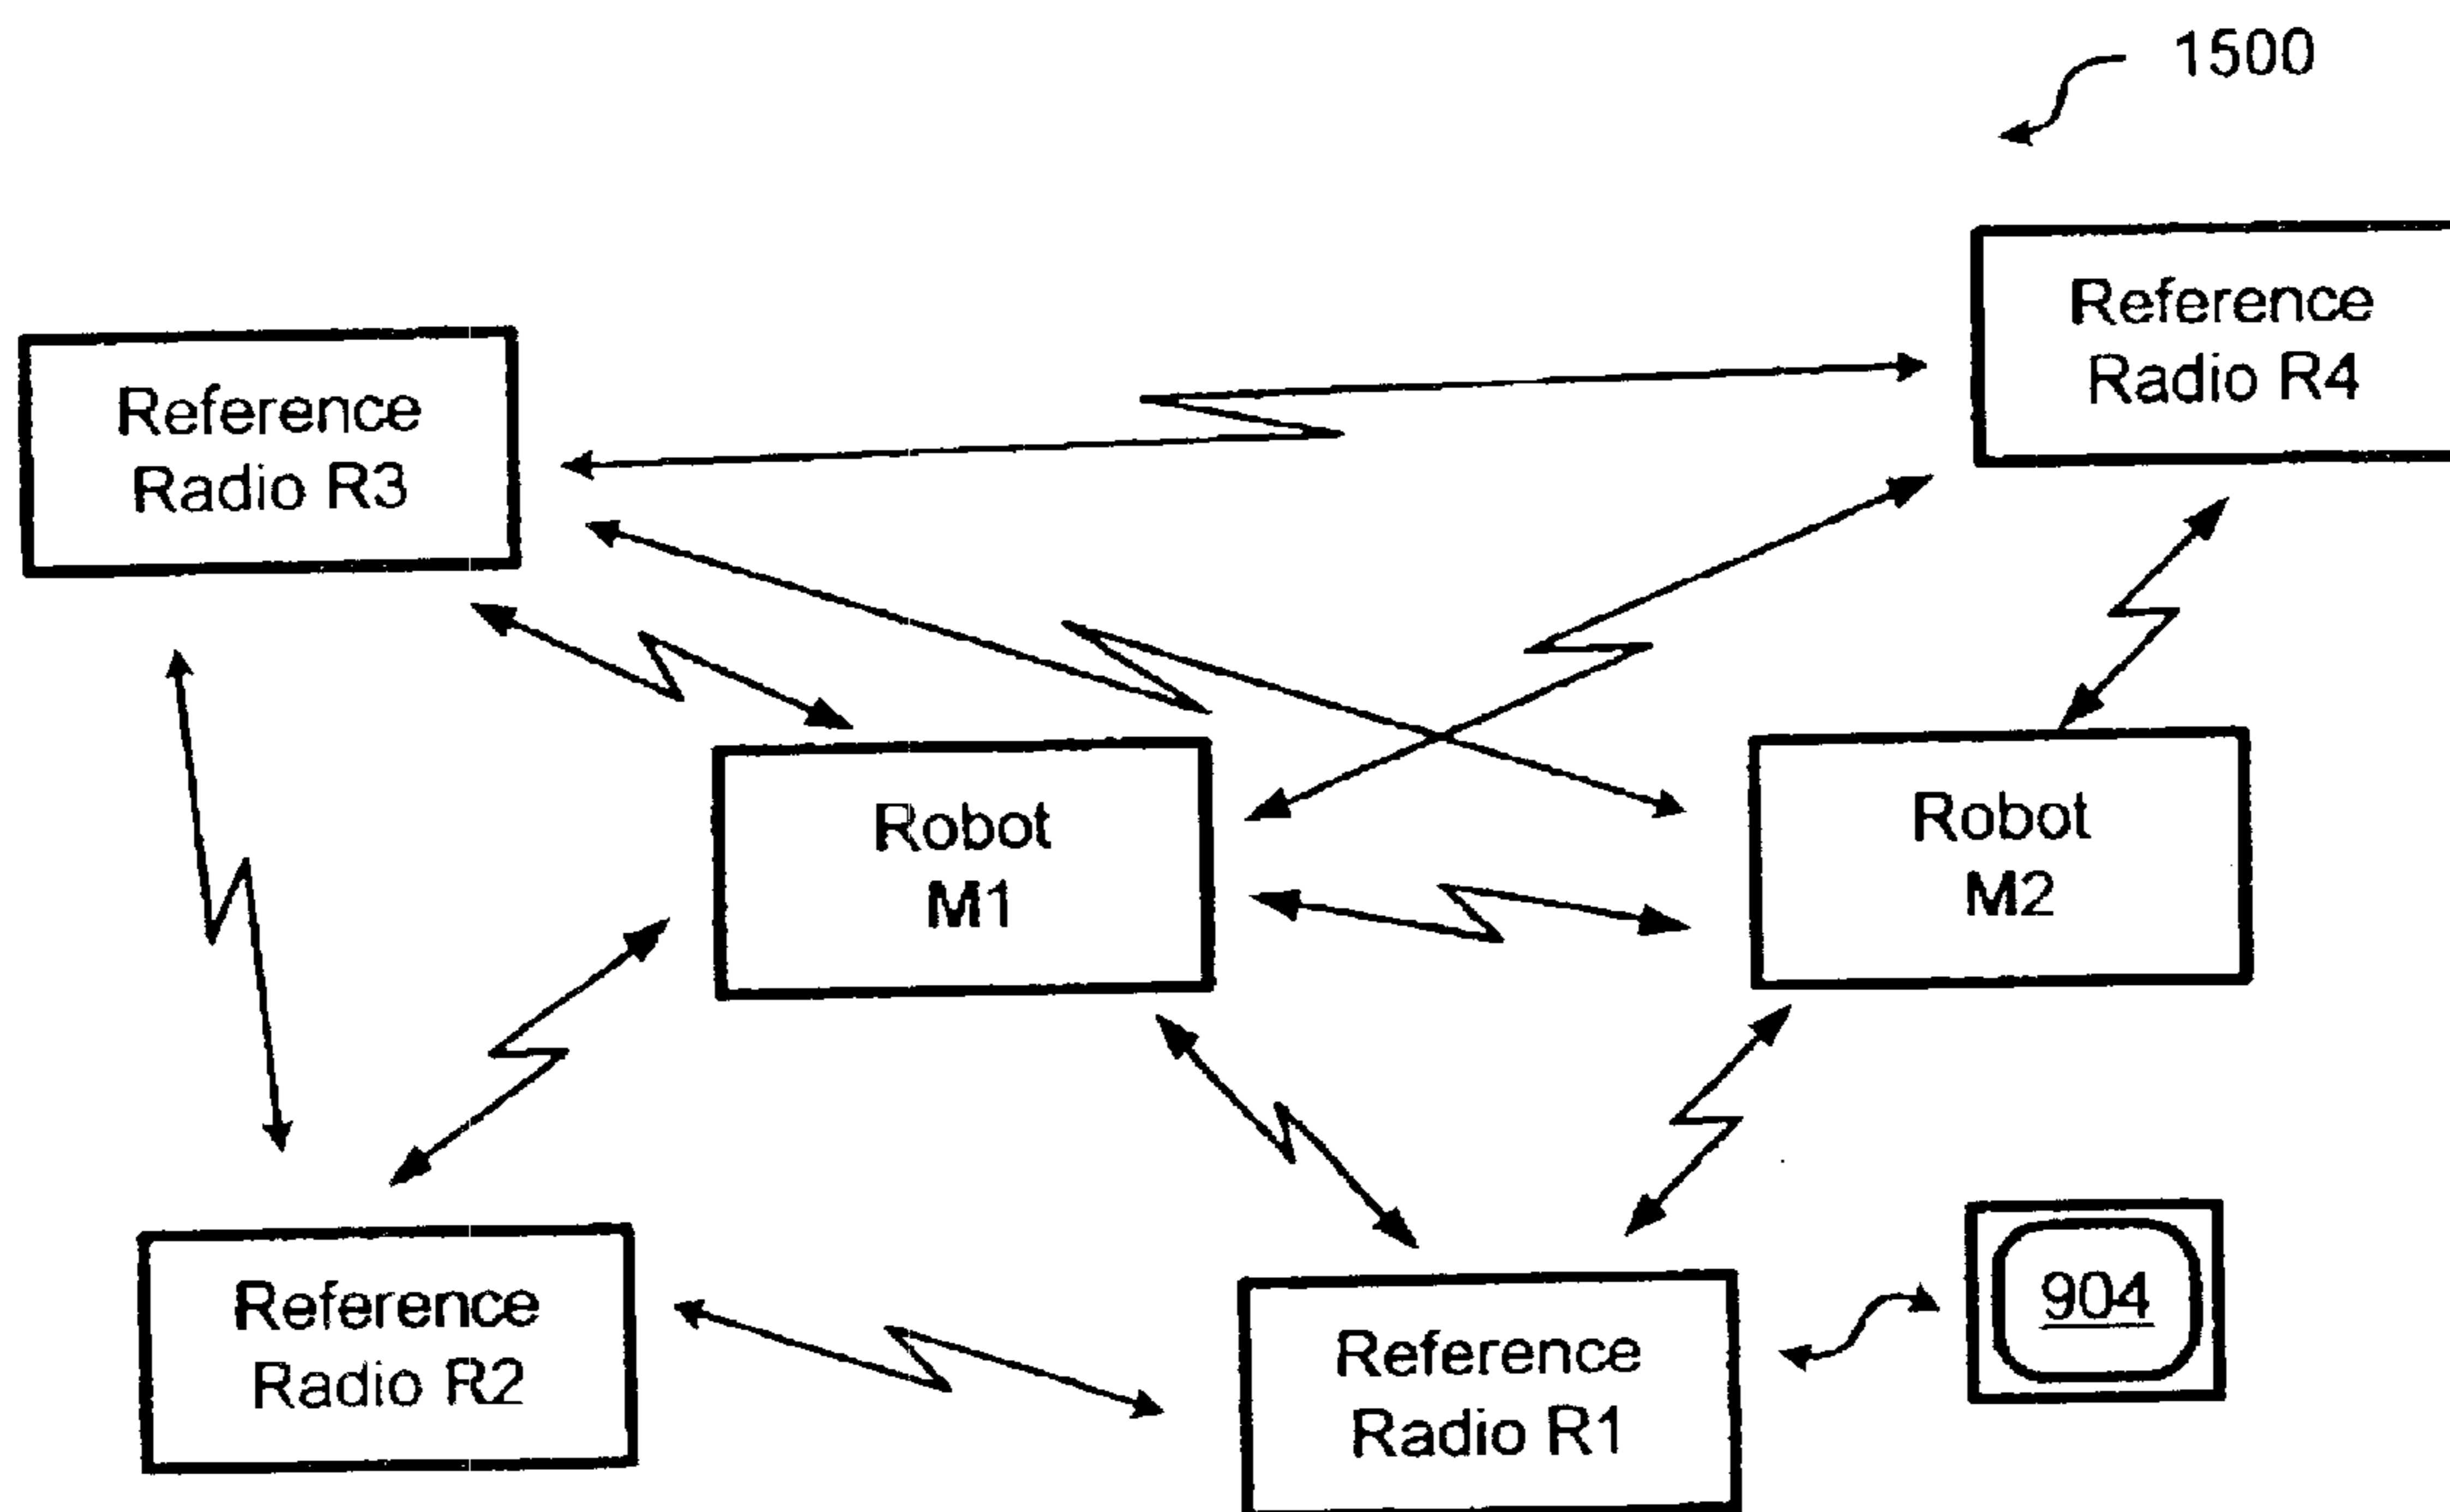 1500
Reference
Radio R4
Reference
Radio R3
Robot
M1
Robot
M2
Reference
Radio R2
Reference
Radio R1
904